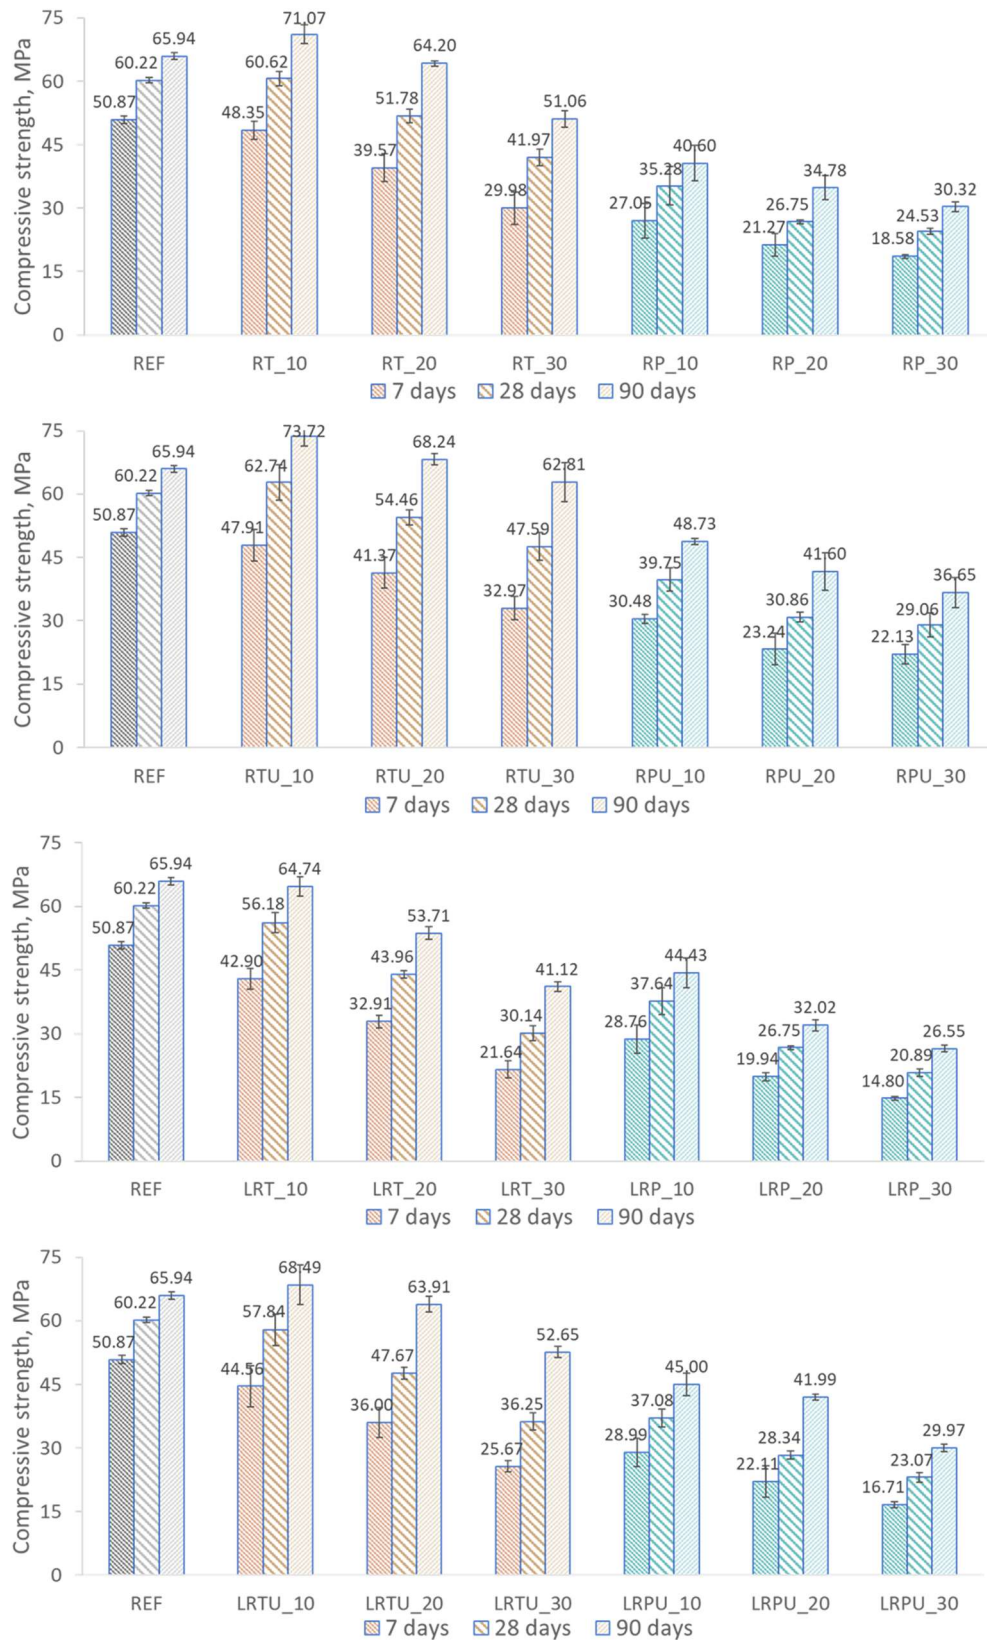 Compressive strength, MPa
75
60
45
30
15
0
50.87 60.22 65.94
48.35 60.62 71.07
39.57 51.78 64.20
29.98 41.97 51.06
27.05 35.28 40.60
21.27 26.75 34.78
18.58 24.53 30.32
REF RT_10 RT_20 RT_30 RP_10 RP_20 RP_30
7 days 28 days 90 days
Compressive strength, MPa
75
60
45
30
15
0
50.87 60.22 65.94
47.91 62.74 73.72
41.37 54.46 68.24
32.97 47.59 62.81
30.48 39.75 48.73
23.24 30.86 41.60
22.13 29.06 36.65
REF RTU_10 RTU_20 RTU_30 RPU_10 RPU_20 RPU_30
7 days 28 days 90 days
Compressive strength, MPa
75
60
45
30
15
0
50.87 60.22 65.94
42.90 56.18 64.74
32.91 43.96 53.71
21.64 30.14 41.12
28.76 37.64 44.43
19.94 26.75 32.02
14.80 20.89 26.55
REF LRT_10 LRT_20 LRT_30 LRP_10 LRP_20 LRP_30
7 days 28 days 90 days
Compressive strength, MPa
75
60
45
30
15
0
50.87 60.22 65.94
44.56 57.84 68.49
36.00 47.67 63.91
25.67 36.25 52.65
28.99 37.08 45.00
22.11 28.34 41.99
16.71 23.07 29.97
REF LRTU_10 LRTU_20 LRTU_30 LRPU_10 LRPU_20 LRPU_30
7 days 28 days 90 days